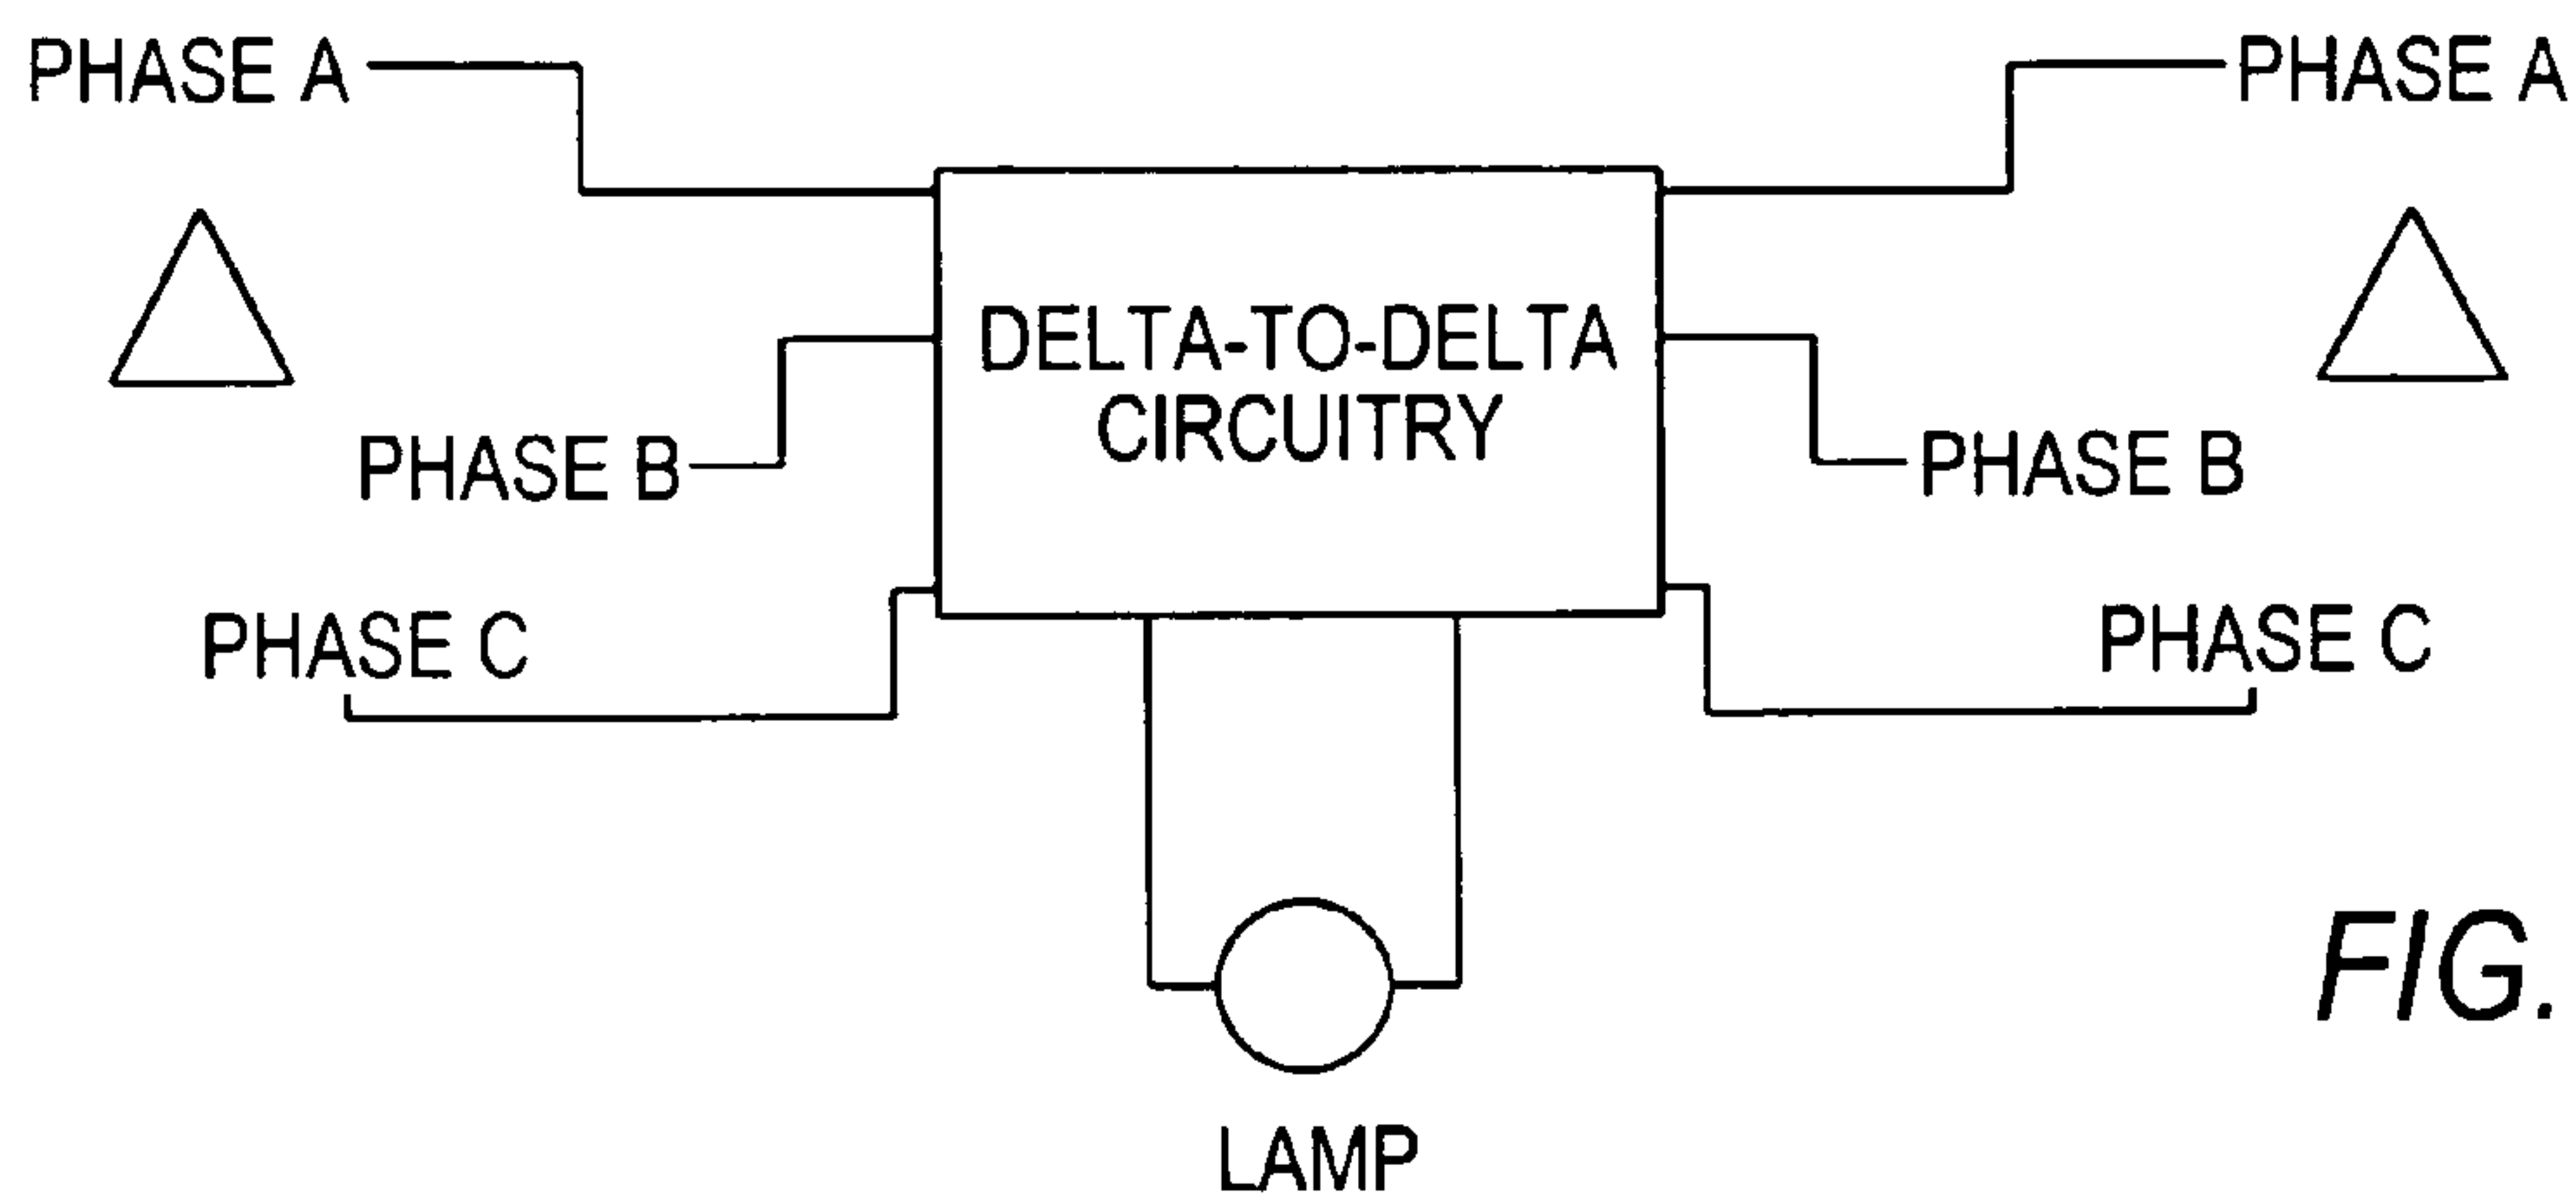 PHASE A
PHASE A
DELTA-TO-DELTA
CIRCUITRY
PHASE B
PHASE B
PHASE C
PHASE C
FIG.
LAMP